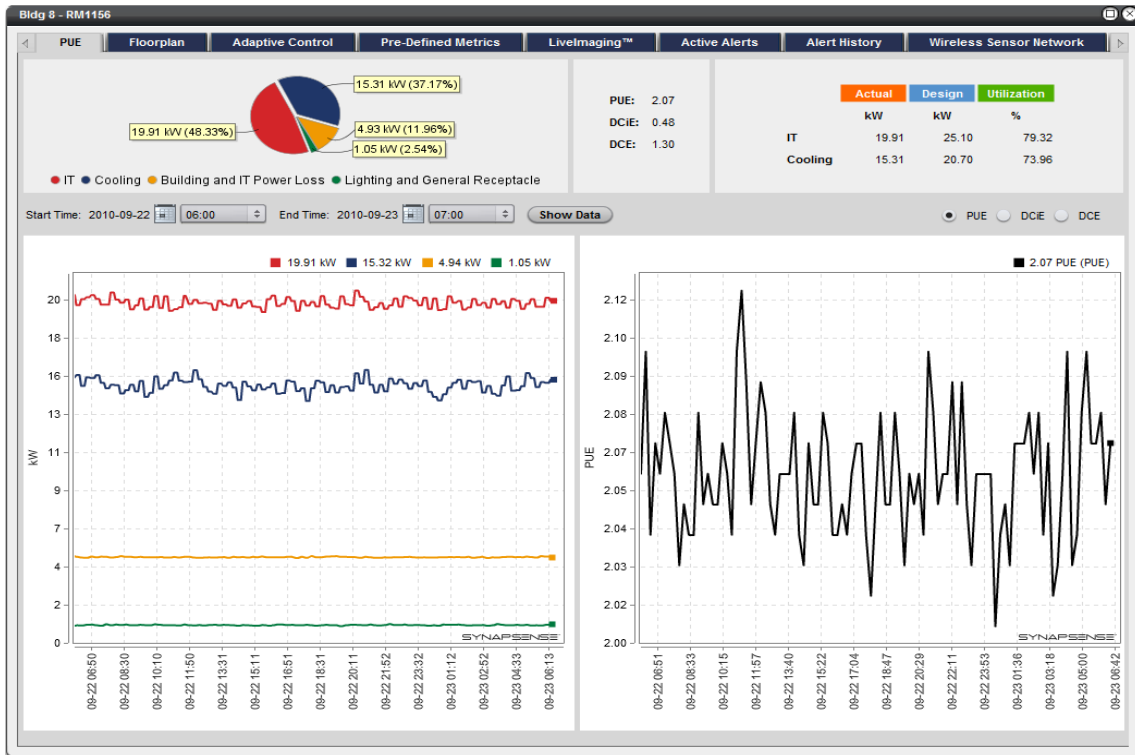 Bldg 8 - RM1156
PUE Floorplan Adaptive Control Pre-Defined Metrics LiveImaging™ Active Alerts Alert History Wireless Sensor Network
15.31 kW (37.17%)
19.91 kW (48.33%)
4.93 kW (11.96%)
1.05 kW (2.54%)
IT Cooling Building and IT Power Loss Lighting and General Receptacle
PUE: 2.07
DCiE: 0.48
DCE: 1.30
Actual Design Utilization
kW kW %
IT 19.91 25.10 79.32
Cooling 15.31 20.70 73.96
Start Time: 2010-09-22 06:00 End Time: 2010-09-23 07:00 Show Data PUE DCiE DCE
19.91 kW 15.32 kW 4.94 kW 1.05 kW
20
18
16
13
11
9
7
4
2
0
kW
SYNAPSENSE
09-22 06:50
09-22 08:30
09-22 10:10
09-22 11:50
09-22 13:31
09-22 15:11
09-22 16:51
09-22 18:31
09-22 20:11
09-22 21:52
09-22 23:32
09-23 01:12
09-23 02:52
09-23 04:33
09-23 06:13
2.07 PUE (PUE)
2.12
2.10
2.09
2.08
2.07
2.05
2.04
2.03
2.02
2.00
PUE
SYNAPSENSE
09-22 06:51
09-22 08:33
09-22 10:15
09-22 11:57
09-22 13:40
09-22 15:22
09-22 17:04
09-22 18:47
09-22 20:29
09-22 22:11
09-22 23:53
09-23 01:36
09-23 03:18
09-23 05:00
09-23 06:42